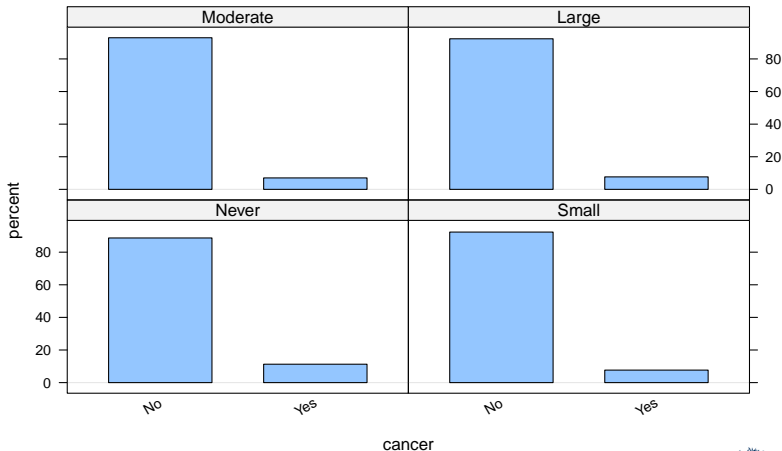 Moderate
Large
80
60
40
20
0
percent
Never
Small
80
60
40
20
0
No
Yes
No
Yes
cancer